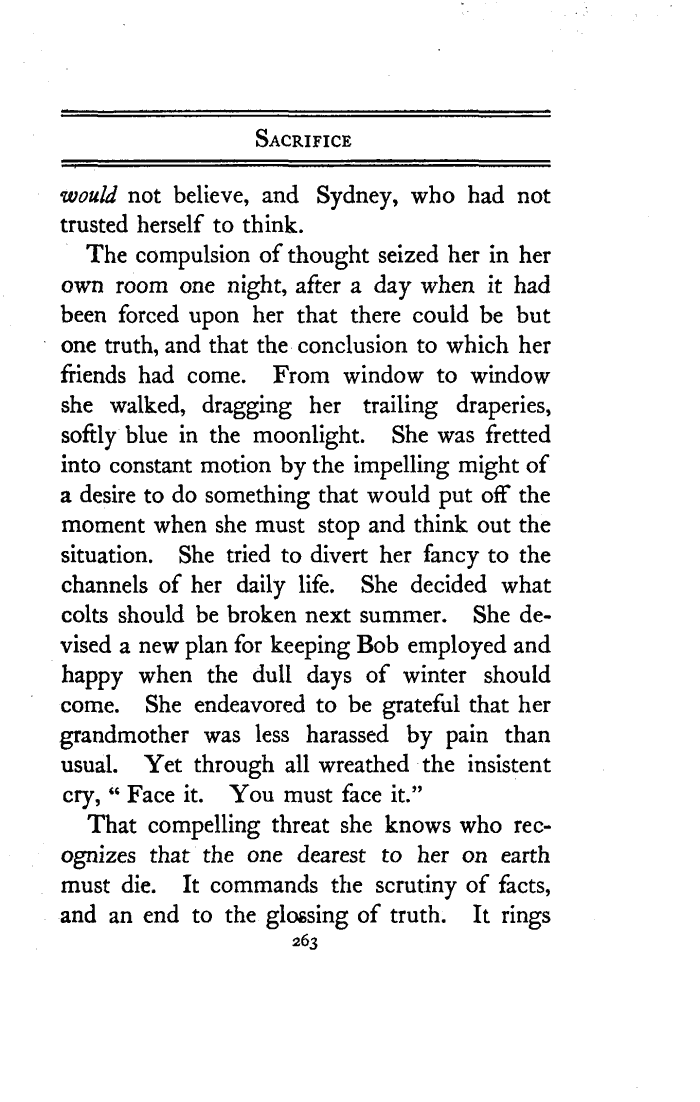 SACRIFICE
would not believe, and Sydney, who had not
trusted herself to think.
The compulsion of thought seized her in her
own room one night, after a day when it had
been forced upon her that there could be but
one truth, and that the conclusion to which her
friends had come. From window to window
she walked, dragging her trailing draperies,
softly blue in the moonlight. She was fretted
into constant motion by the impelling might of
a desire to do something that would put off the
moment when she must stop and think out the
situation. She tried to divert her fancy to the
channels of her daily life. She decided what
colts should be broken next summer. She de-
vised a new plan for keeping Bob employed and
happy when the dull days of winter should
come. She endeavored to be grateful that her
grandmother was less harassed by pain than
usual. Yet through all wreathed the insistent
cry, “ Face it. You must face it.”
That compelling threat she knows who rec-
ognizes that the one dearest to her on earth
must die. It commands the scrutiny of facts,
and an end to the glossing of truth. It rings
263